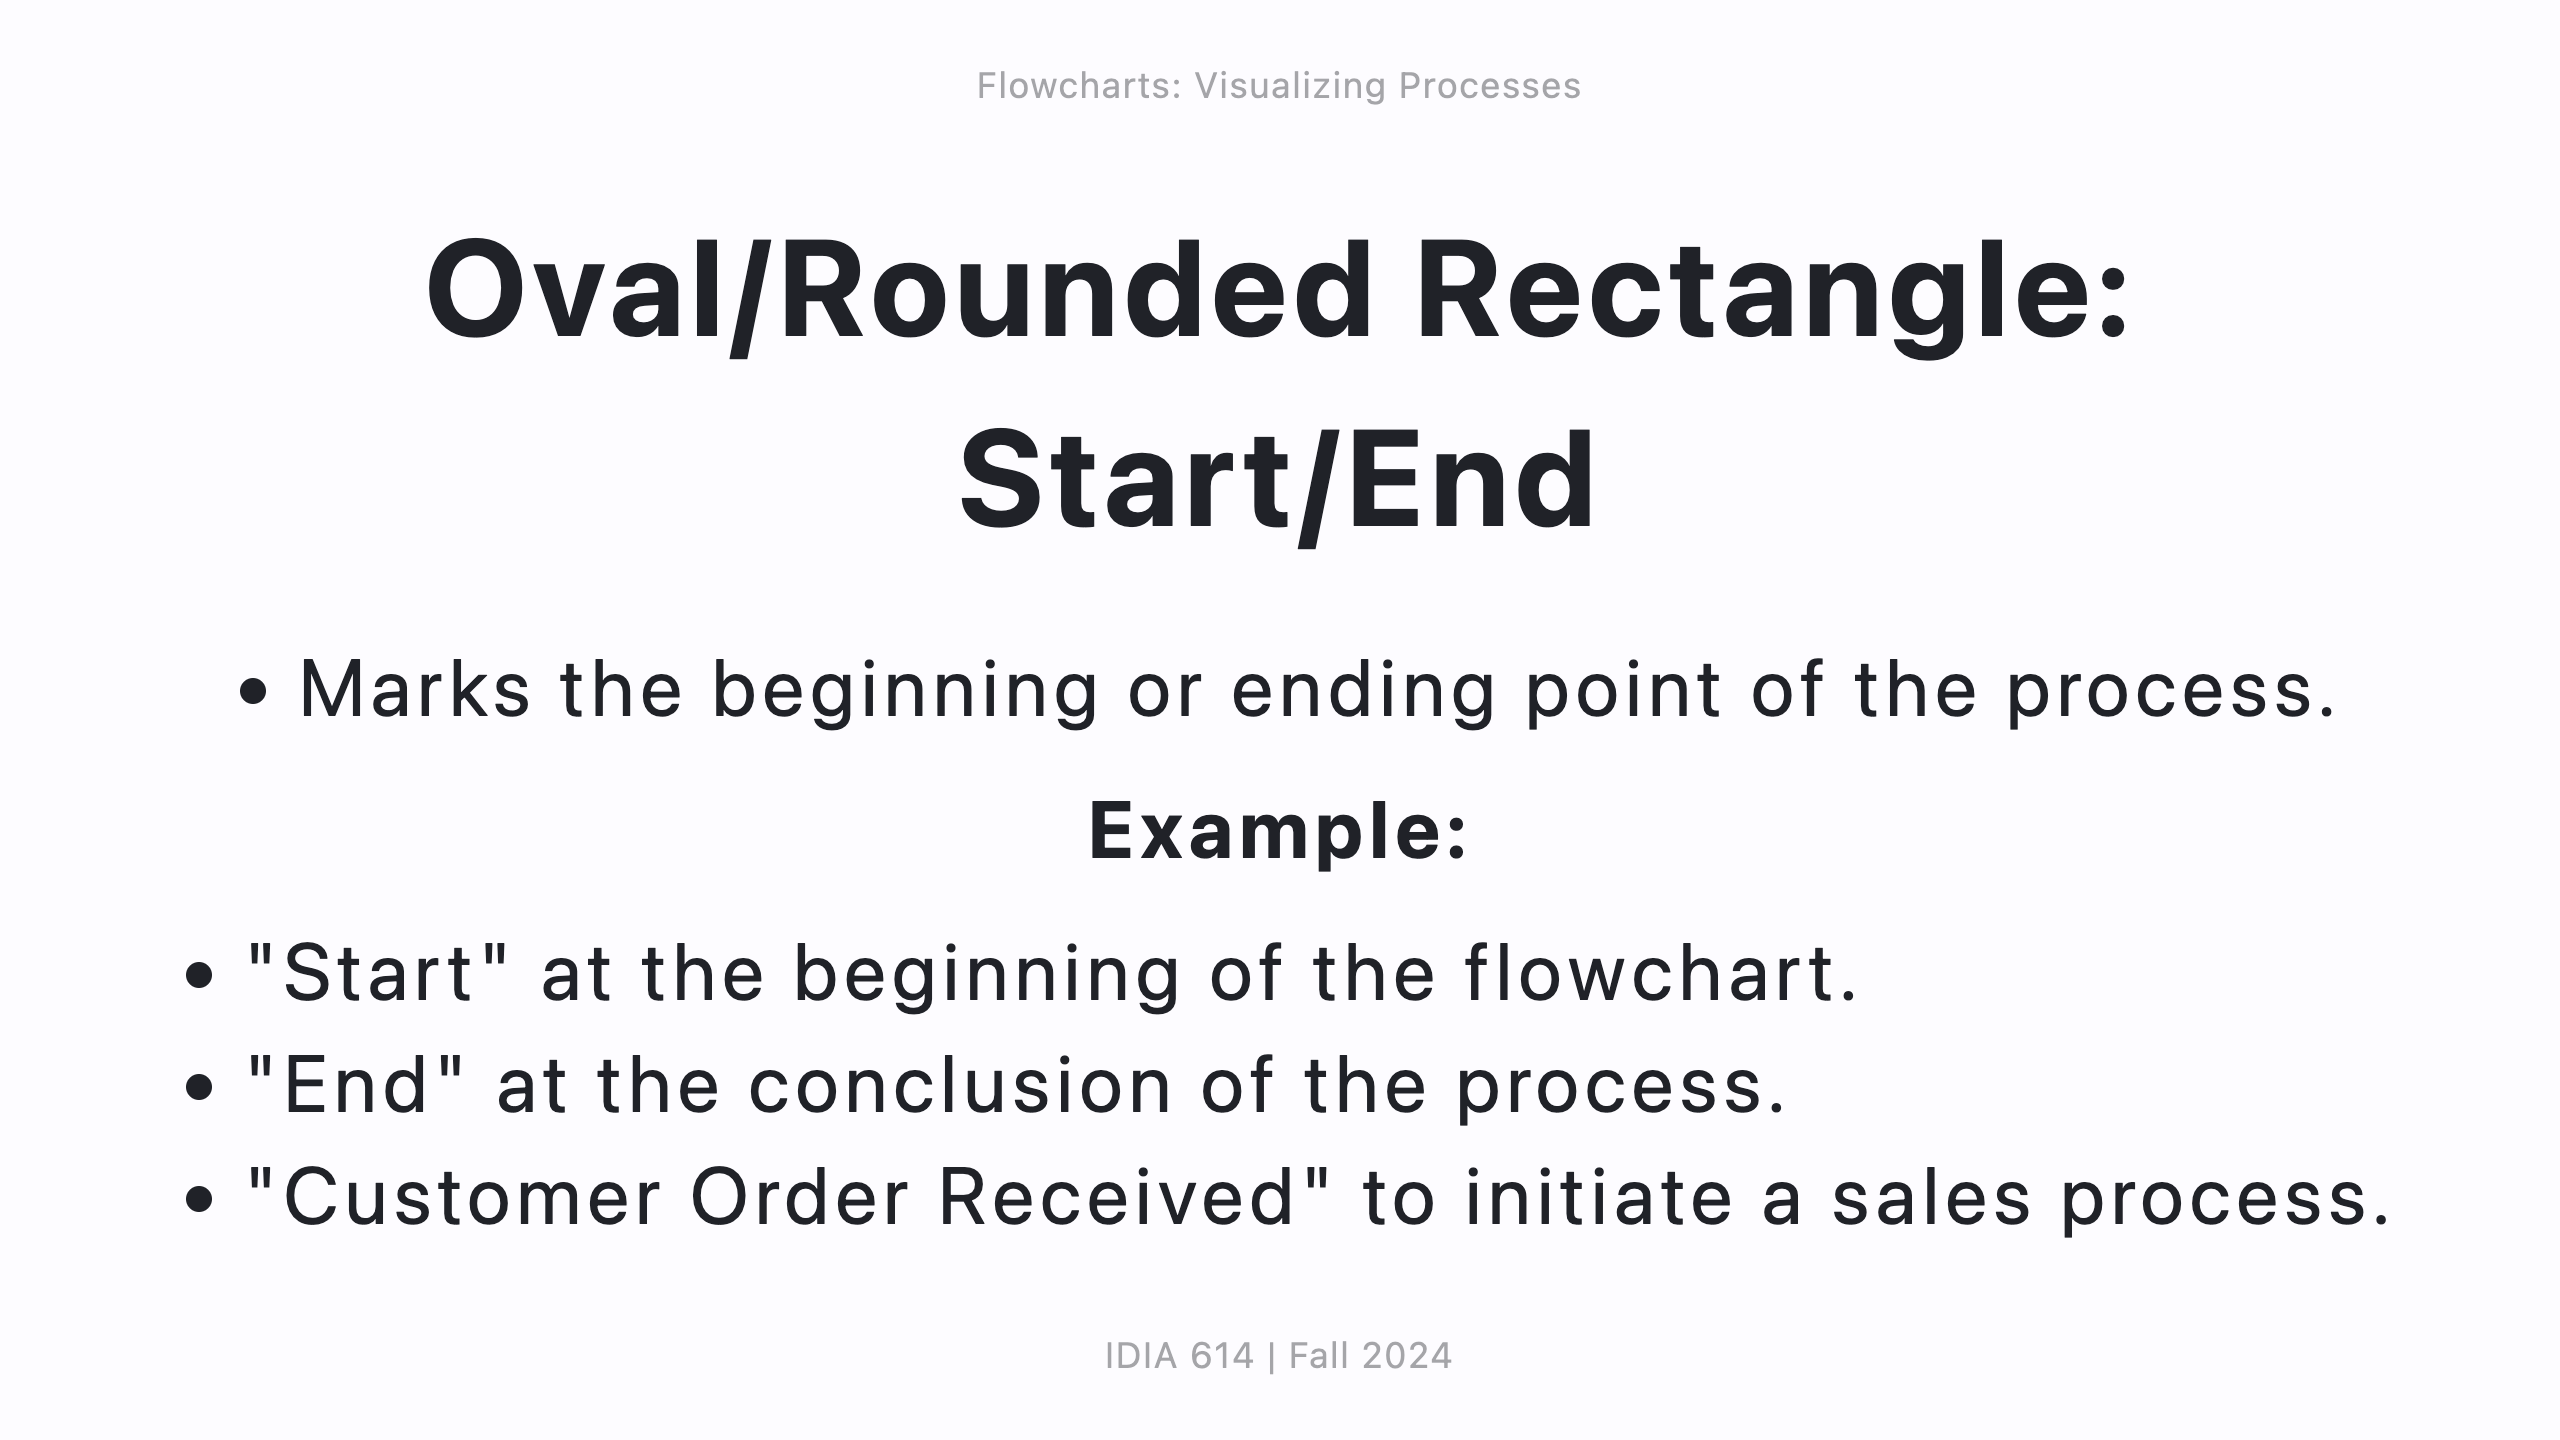 Flowcharts: Visualizing Processes
Oval/Rounded Rectangle:
Start/End
• Marks the beginning or ending point of the process.
Example:
• "Start" at the beginning of the flowchart.
• "End" at the conclusion of the process.
• "Customer Order Received" to initiate a sales process.
IDIA 614 | Fall 2024